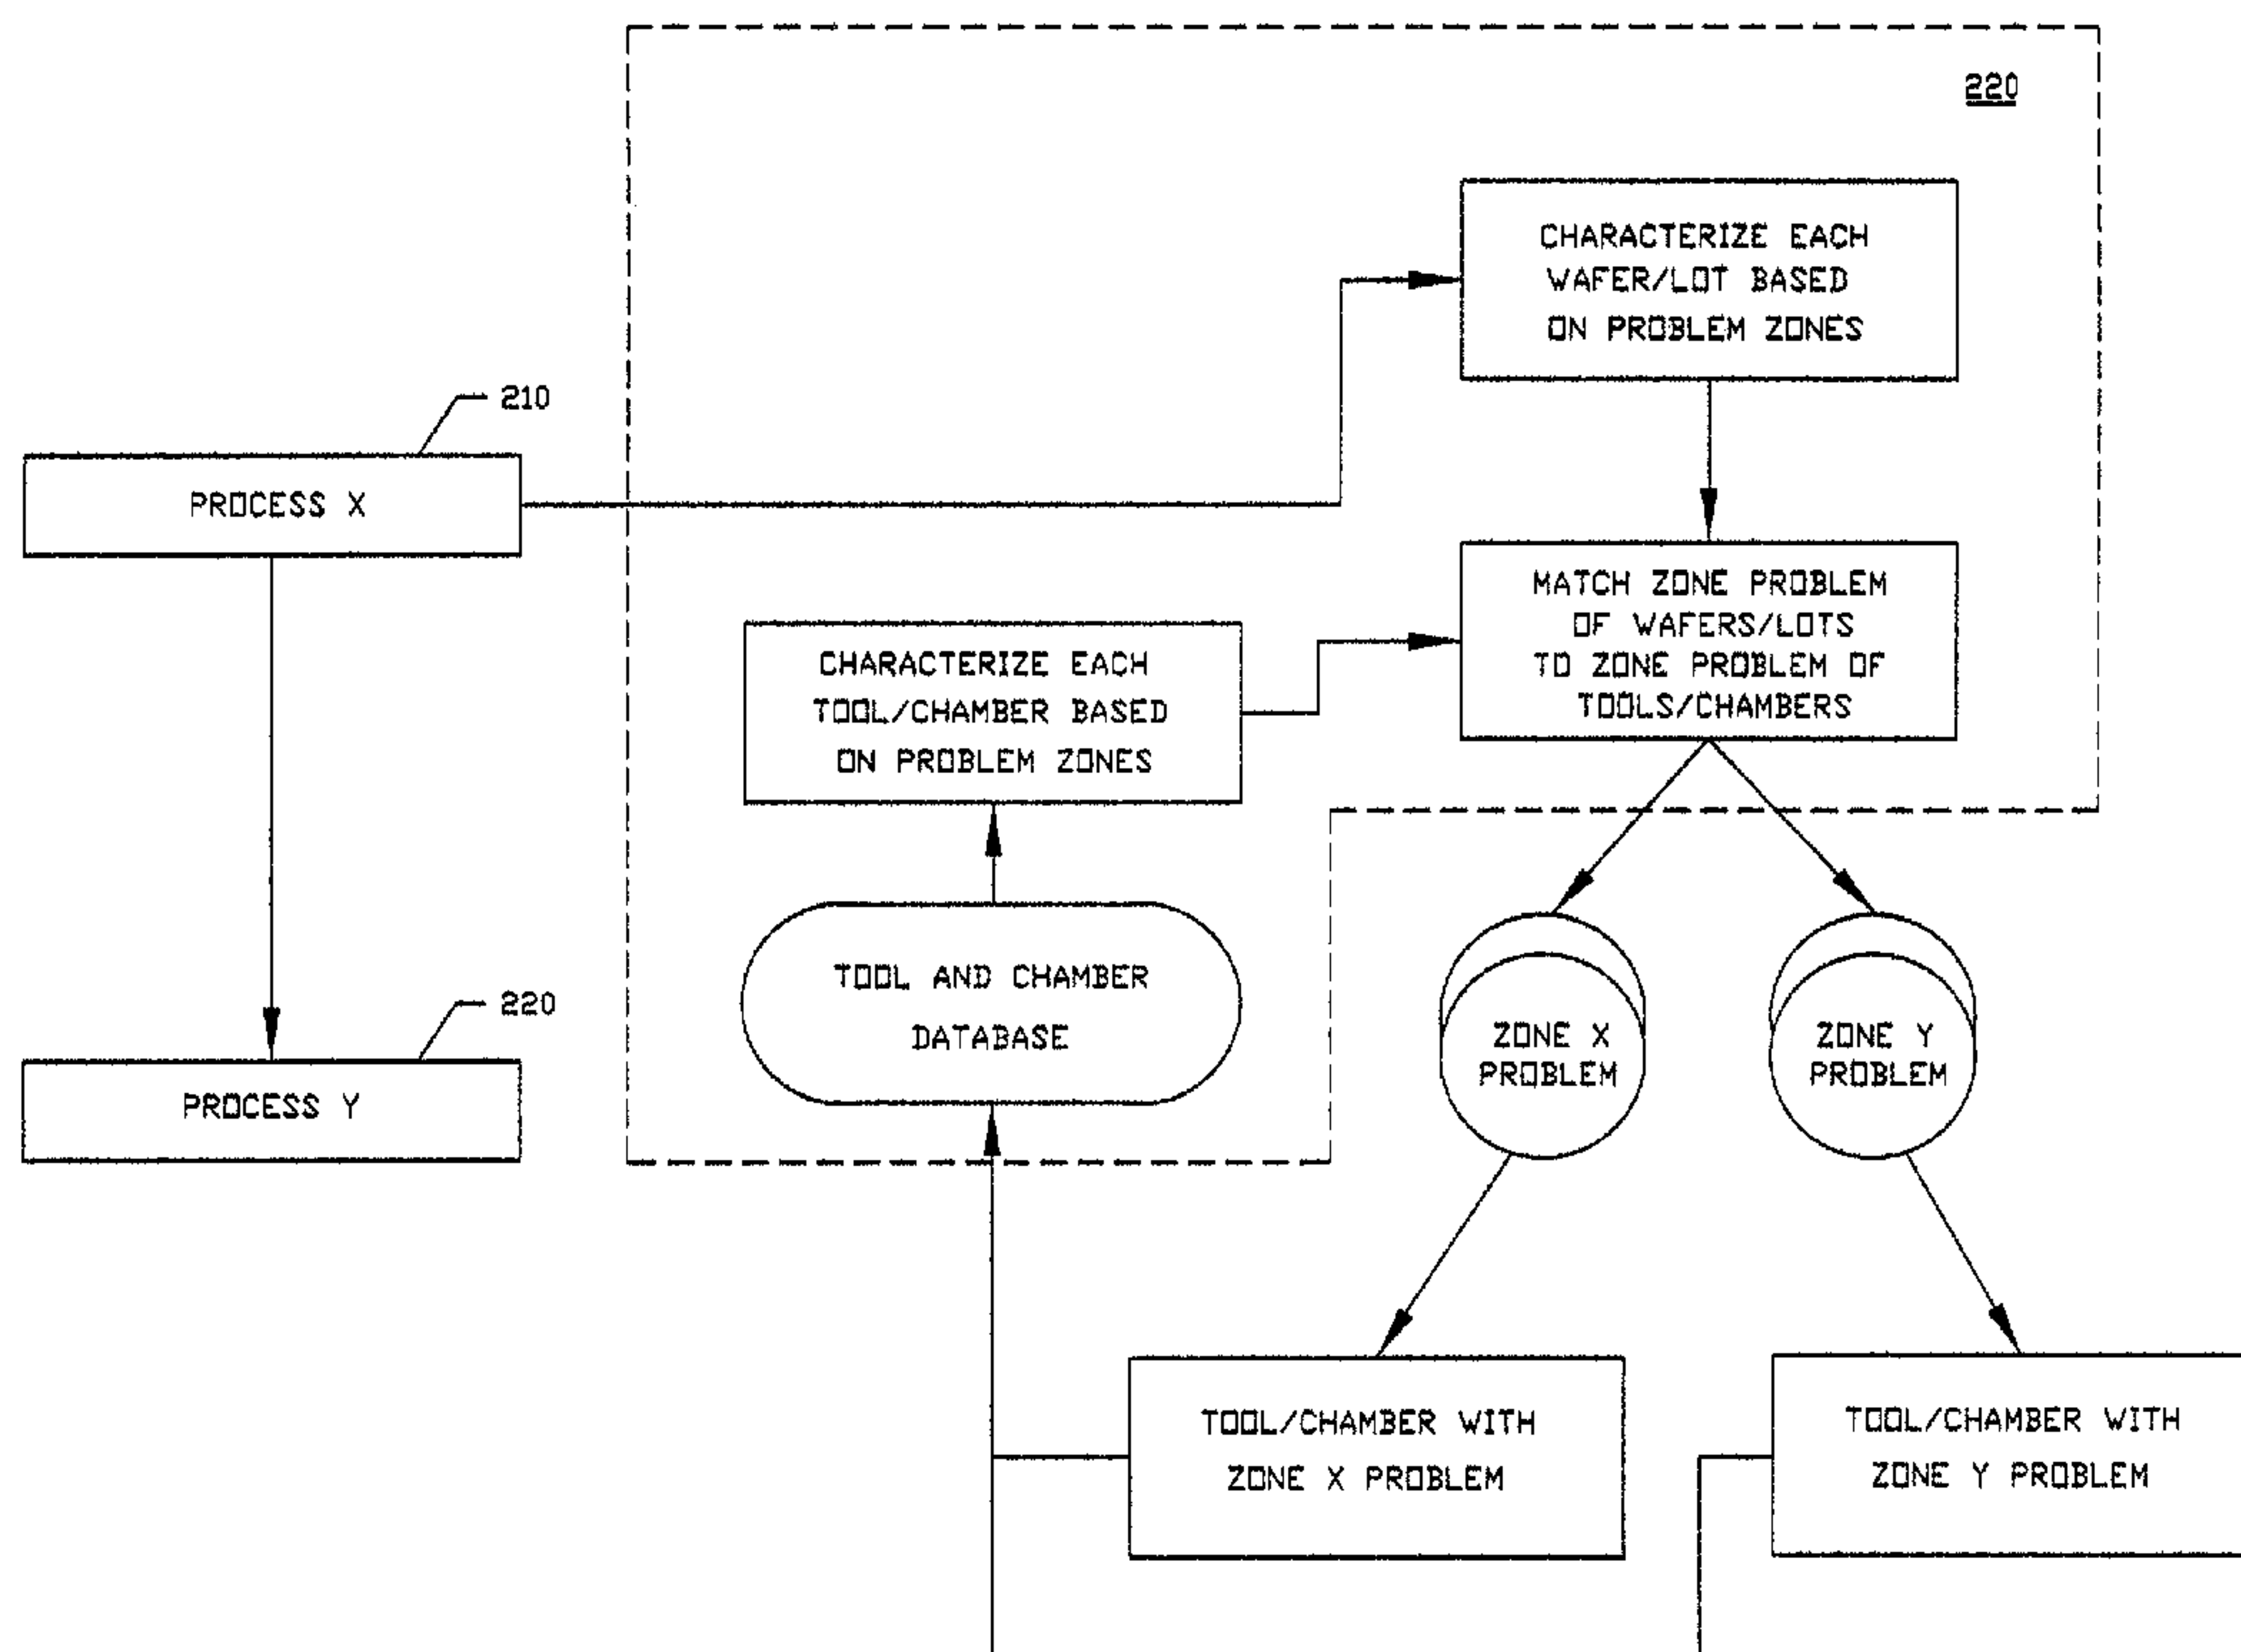 220
CHARACTERIZE EACH
WAFER/LOT BASED
ON PROBLEM ZONES
210
PROCESS X
MATCH ZONE PROBLEM
OF WAFERS/LOTS
TO ZONE PROBLEM OF
TOOLS/CHAMBERS
CHARACTERIZE EACH
TOOL/CHAMBER BASED
ON PROBLEM ZONES
TOOL AND CHAMBER
DATABASE
220
PROCESS Y
ZONE X
PROBLEM
ZONE Y
PROBLEM
TOOL/CHAMBER WITH
ZONE X PROBLEM
TOOL/CHAMBER WITH
ZONE Y PROBLEM